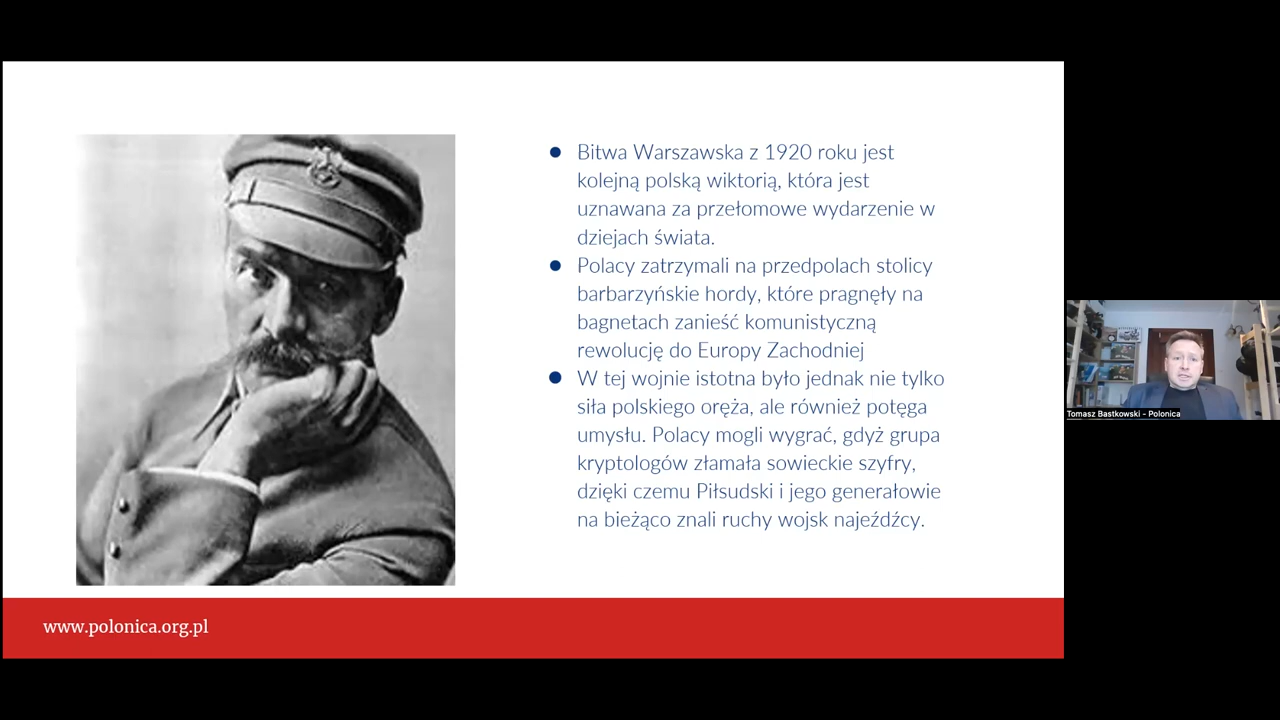 Bitwa Warszawska z 1920 roku jest
kolejną polską wiktorią, która jest
uznawana za przełomowe wydarzenie w
dziejach świata.
Polacy zatrzymali na przedpolach stolicy
barbarzyńskie hordy, które pragnęły na
bagnetach zanieść komunistyczną
rewolucję do Europy Zachodniej
W tej wojnie istotna było jednak nie tylko
siła polskiego oręża, ale również potęga
umysłu. Polacy mogli wygrać, gdyż grupa
kryptologów złamała sowieckie szyfry,
dzięki czemu Piłsudski i jego generałowie
na bieżąco znali ruchy wojsk najeźdźcy.
www.polonica.org.pl
Tomasz Bastkowski - Polonica